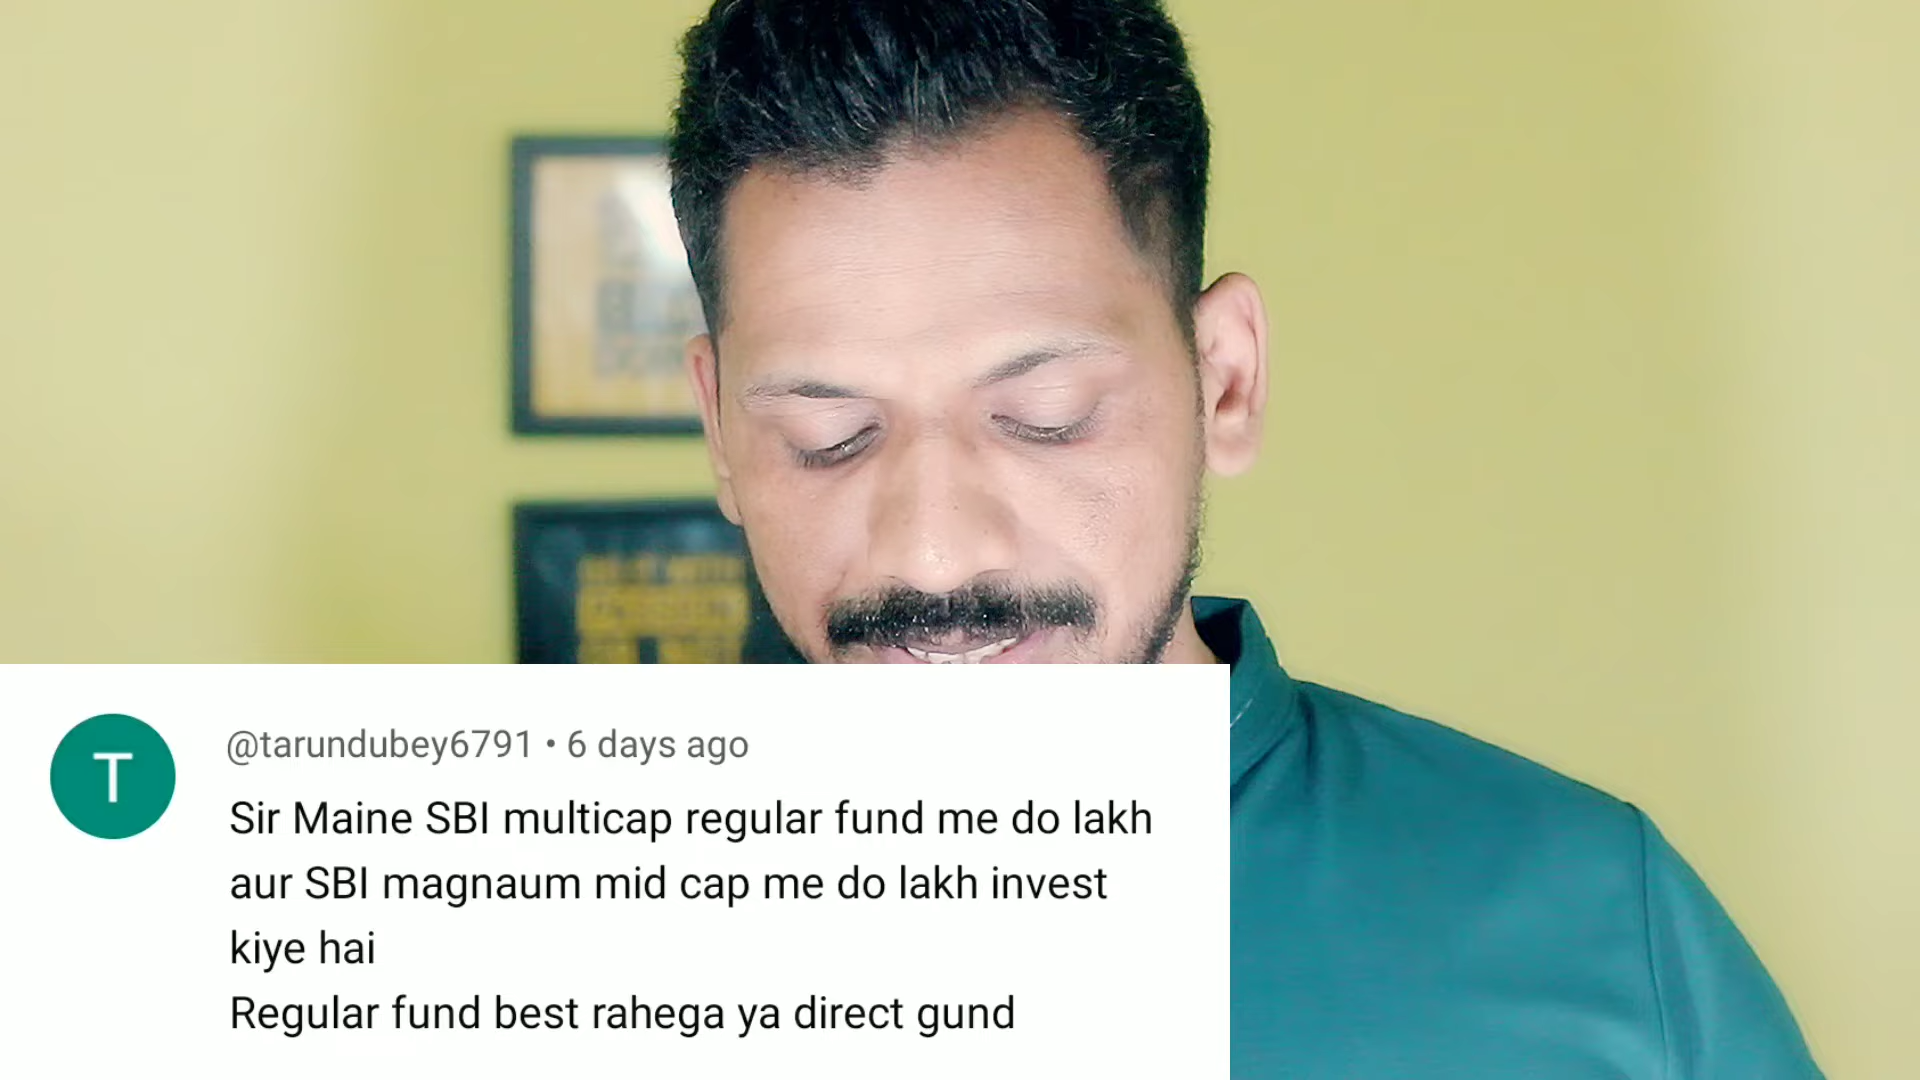 T
@tarundubey6791 • 6 days ago
Sir Maine SBI multicap regular fund me do lakh
aur SBI magnaum mid cap me do lakh invest
kiye hai
Regular fund best rahega ya direct gund